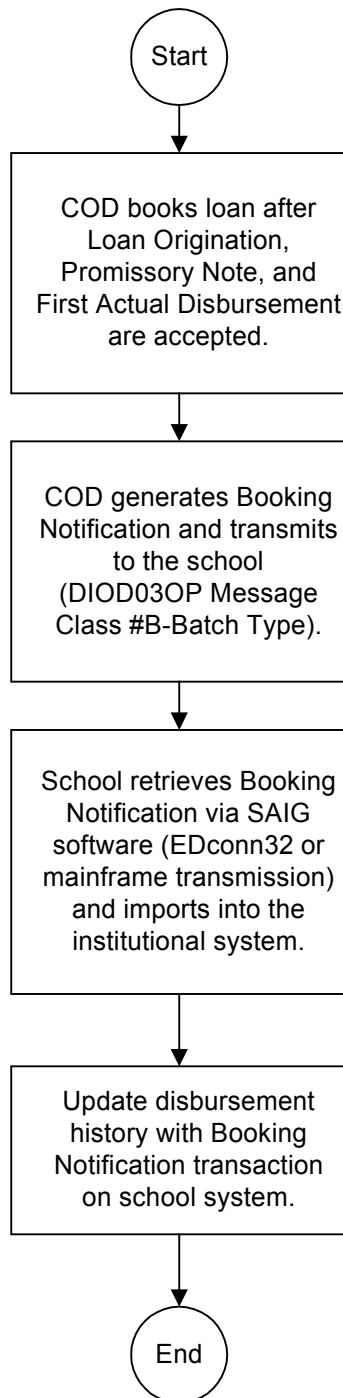 Start
COD books loan after
Loan Origination,
Promissory Note, and
First Actual Disbursement
are accepted.
COD generates Booking
Notification and transmits
to the school
(DIOD03OP Message
Class #B-Batch Type).
School retrieves Booking
Notification via SAIG
software (EDconn32 or
mainframe transmission)
and imports into the
institutional system.
Update disbursement
history with Booking
Notification transaction
on school system.
End